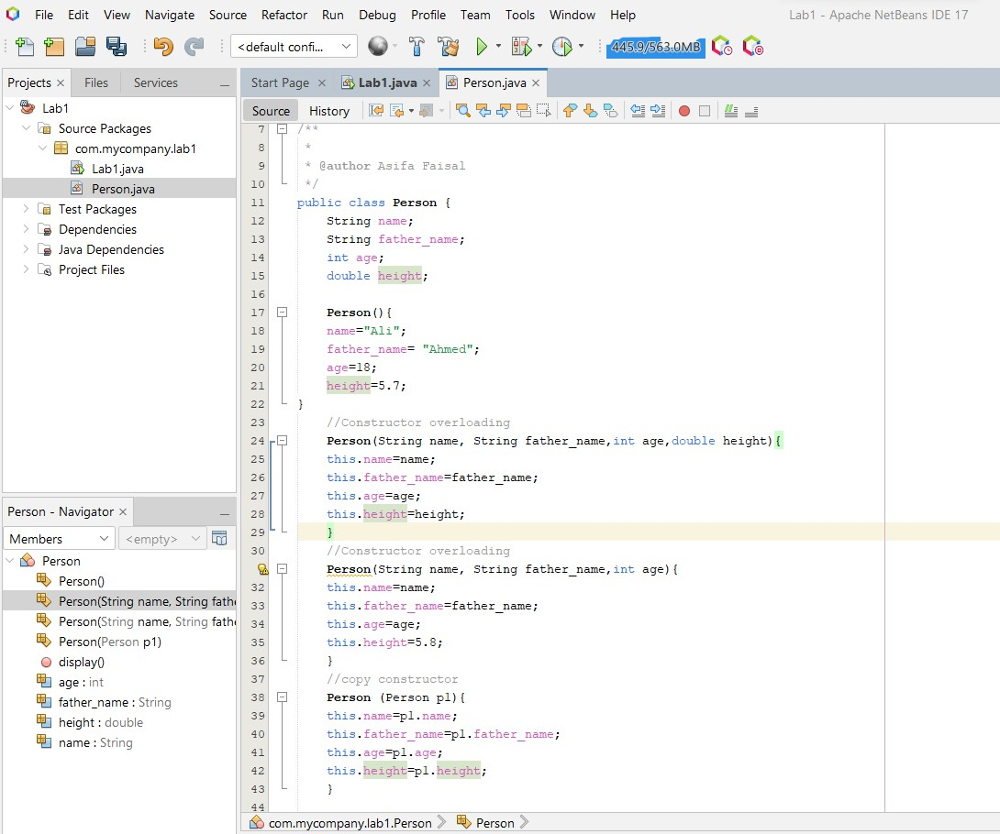 File Edit View Navigate Source Refactor Run Debug Profile Team Tools Window Help
Lab1 - Apache NetBeans IDE 17
<default confi...
445.9/563.0MB
Projects Files Services
Lab1
Source Packages
com.mycompany.lab1
Lab1.java
Person.java
Test Packages
Dependencies
Java Dependencies
Project Files
Person - Navigator
Members <empty>
Person
Person()
Person(String name, String fathe
Person(String name, String fathe
Person(Person p1)
display()
age : int
father_name : String
height : double
name : String
Start Page Lab1.java Person.java
Source History
7 /**
8 *
9 * @author Asifa Faisal
10 */
11 public class Person {
12 String name;
13 String father_name;
14 int age;
15 double height;
16
17 Person(){
18 name="Ali";
19 father_name= "Ahmed";
20 age=18;
21 height=5.7;
22 }
23 //Constructor overloading
24 Person(String name, String father_name,int age,double height){
25 this.name=name;
26 this.father_name=father_name;
27 this.age=age;
28 this.height=height;
29 }
30 //Constructor overloading
Person(String name, String father_name,int age){
32 this.name=name;
33 this.father_name=father_name;
34 this.age=age;
35 this.height=5.8;
36 }
37 //copy constructor
38 Person (Person p1){
39 this.name=p1.name;
40 this.father_name=p1.father_name;
41 this.age=p1.age;
42 this.height=p1.height;
43 }
44
com.mycompany.lab1.Person Person